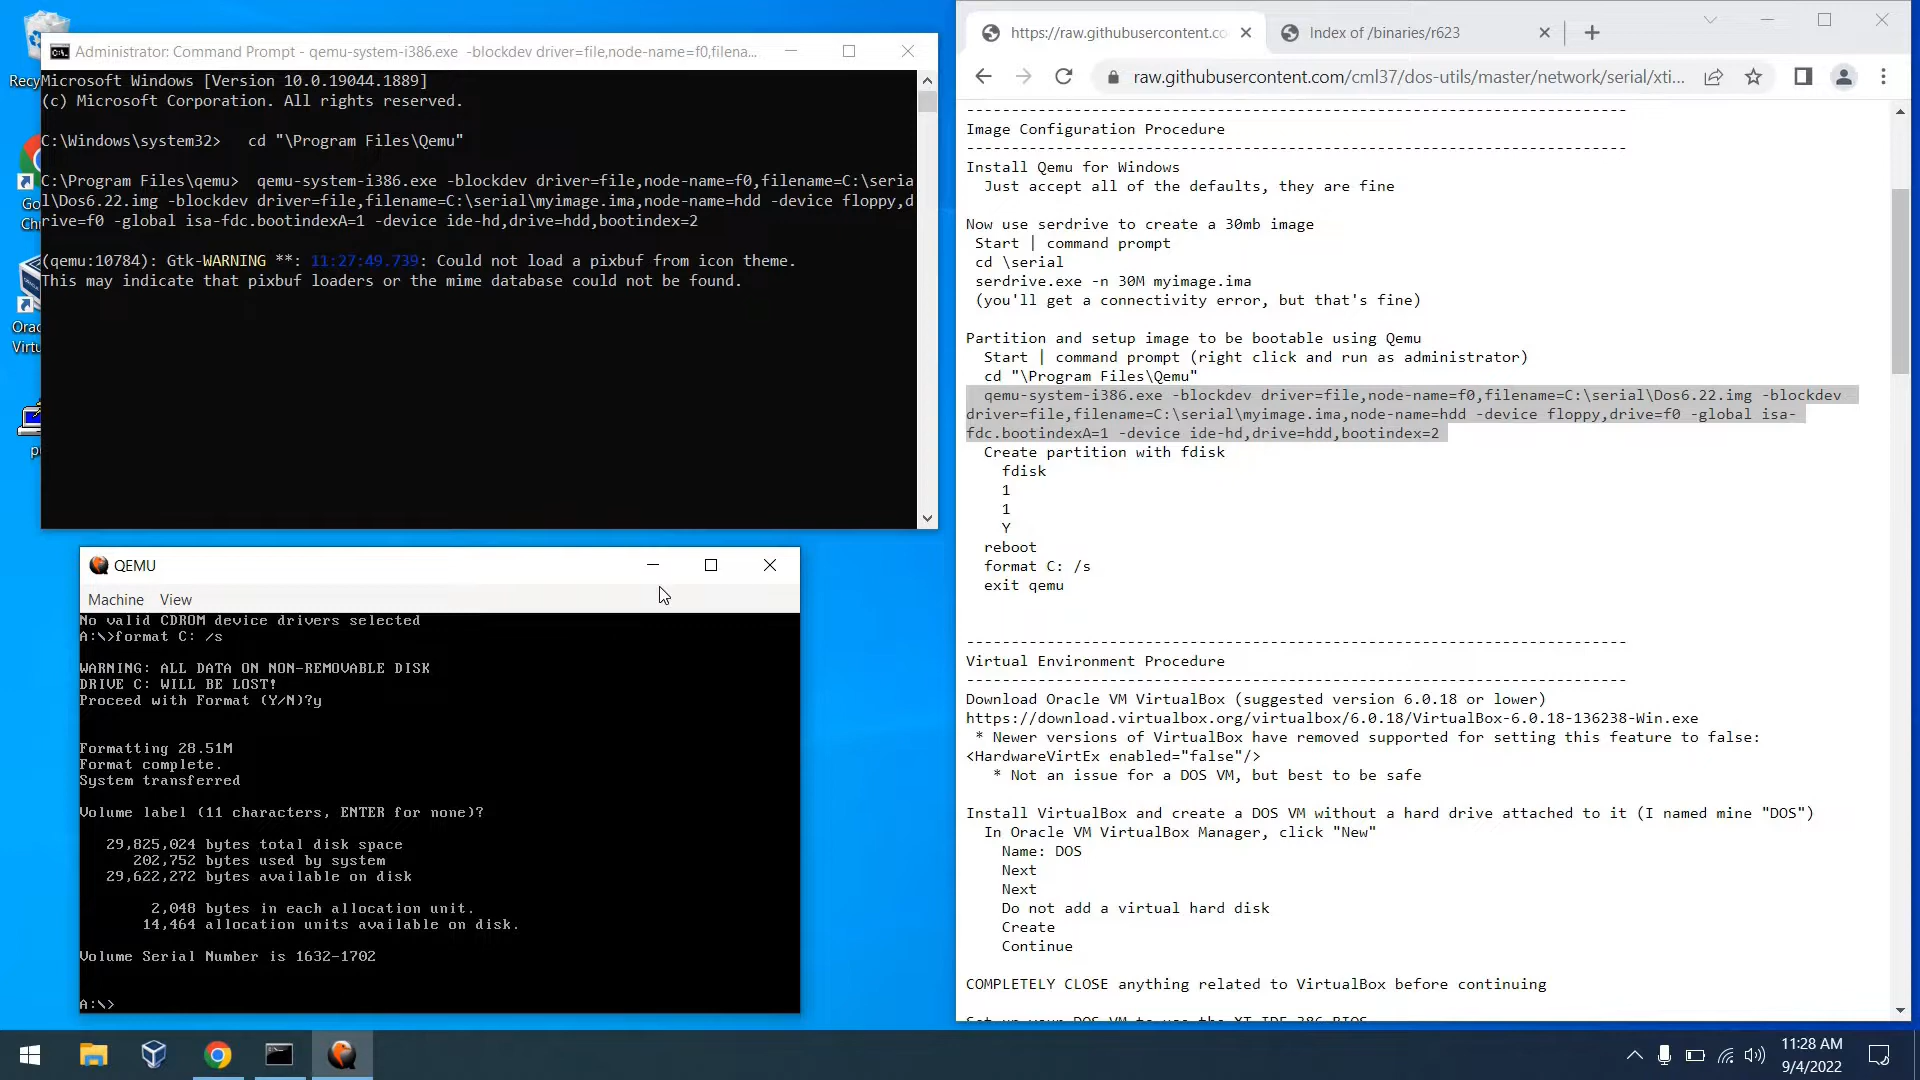 Recy
Go
Chr
Orac
Virtu
pu
Administrator: Command Prompt - qemu-system-i386.exe -blockdev driver=file,node-name=f0,filena...
Microsoft Windows [Version 10.0.19044.1889]
(c) Microsoft Corporation. All rights reserved.
C:\Windows\system32>   cd "\Program Files\Qemu"
C:\Program Files\qemu>  qemu-system-i386.exe -blockdev driver=file,node-name=f0,filename=C:\seria
l\Dos6.22.img -blockdev driver=file,filename=C:\serial\myimage.ima,node-name=hdd -device floppy,d
rive=f0 -global isa-fdc.bootindexA=1 -device ide-hd,drive=hdd,bootindex=2
(qemu:10784): Gtk-WARNING **: 11:27:49.739: Could not load a pixbuf from icon theme.
This may indicate that pixbuf loaders or the mime database could not be found.
QEMU
Machine View
No valid CDROM device drivers selected
A:\>format C: /s
WARNING: ALL DATA ON NON-REMOVABLE DISK
DRIVE C: WILL BE LOST!
Proceed with Format (Y/N)?y
Formatting 28.51M
Format complete.
System transferred
Volume label (11 characters, ENTER for none)?
29,825,024 bytes total disk space
202,752 bytes used by system
29,622,272 bytes available on disk
2,048 bytes in each allocation unit.
14,464 allocation units available on disk.
Volume Serial Number is 1632-1702
A:\>
https://raw.githubusercontent.co
Index of /binaries/r623
raw.githubusercontent.com/cml37/dos-utils/master/network/serial/xti...
--------------------------------------------------------------------------
Image Configuration Procedure
--------------------------------------------------------------------------
Install Qemu for Windows
Just accept all of the defaults, they are fine
Now use serdrive to create a 30mb image
Start | command prompt
cd \serial
serdrive.exe -n 30M myimage.ima
(you'll get a connectivity error, but that's fine)
Partition and setup image to be bootable using Qemu
Start | command prompt (right click and run as administrator)
cd "\Program Files\Qemu"
qemu-system-i386.exe -blockdev driver=file,node-name=f0,filename=C:\serial\Dos6.22.img -blockdev
driver=file,filename=C:\serial\myimage.ima,node-name=hdd -device floppy,drive=f0 -global isa-
fdc.bootindexA=1 -device ide-hd,drive=hdd,bootindex=2
Create partition with fdisk
fdisk
1
1
Y
reboot
format C: /s
exit qemu
--------------------------------------------------------------------------
Virtual Environment Procedure
--------------------------------------------------------------------------
Download Oracle VM VirtualBox (suggested version 6.0.18 or lower)
https://download.virtualbox.org/virtualbox/6.0.18/VirtualBox-6.0.18-136238-Win.exe
* Newer versions of VirtualBox have removed supported for setting this feature to false:
<HardwareVirtEx enabled="false"/>
* Not an issue for a DOS VM, but best to be safe
Install VirtualBox and create a DOS VM without a hard drive attached to it (I named mine "DOS")
In Oracle VM VirtualBox Manager, click "New"
Name: DOS
Next
Next
Do not add a virtual hard disk
Create
Continue
COMPLETELY CLOSE anything related to VirtualBox before continuing
Set up your DOS VM to use the XT IDE 386 BIOS
11:28 AM
9/4/2022